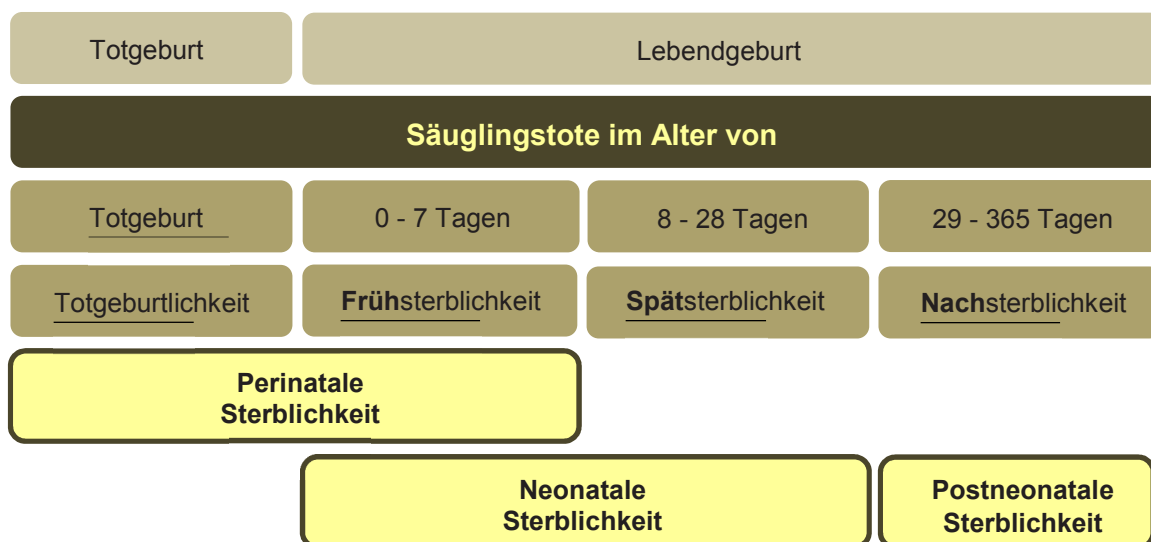 Totgeburt
Lebendgeburt
Säuglingstote im Alter von
Totgeburt
0 - 7 Tagen
8 - 28 Tagen
29 - 365 Tagen
Totgeburtlichkeit
Frühsterblichkeit
Spätsterblichkeit
Nachsterblichkeit
Perinatale
Sterblichkeit
Neonatale
Sterblichkeit
Postneonatale
Sterblichkeit